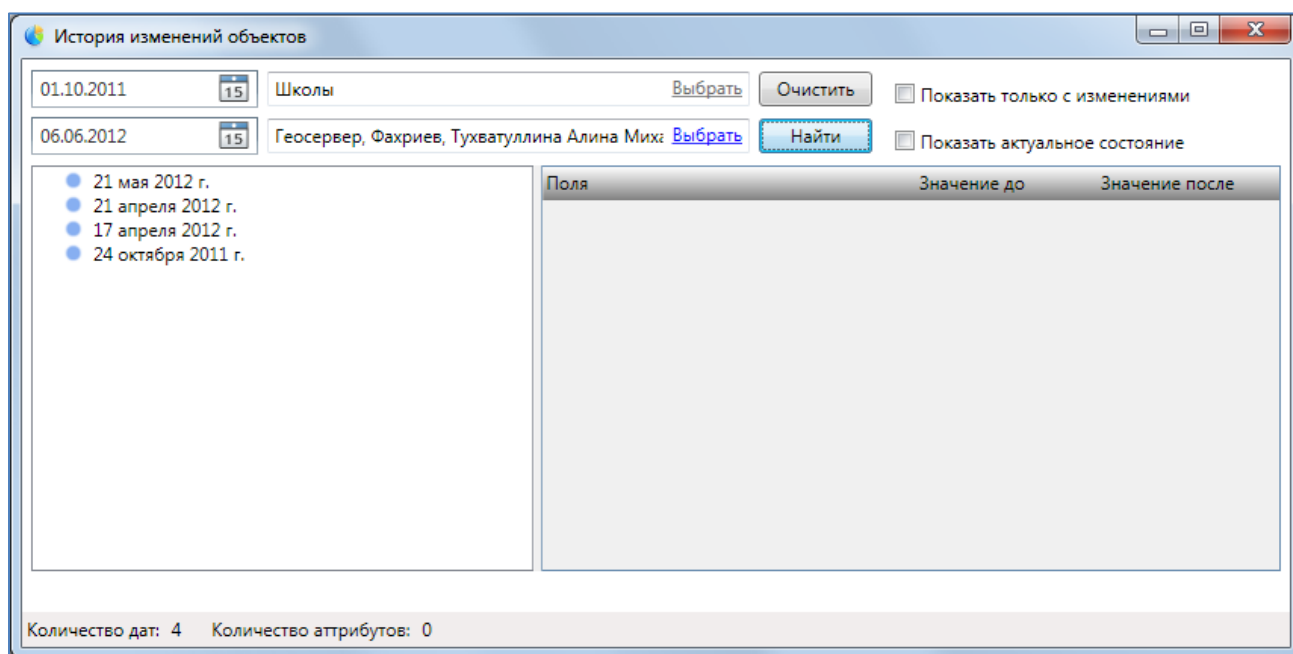 История изменений объектов
01.10.2011 15 Школы Выбрать Очистить Показать только с изменениями
06.06.2012 15 Геосервер, Фахриев, Тухватуллина Алина Миха Выбрать Найти Показать актуальное состояние
21 мая 2012 г.
21 апреля 2012 г.
17 апреля 2012 г.
24 октября 2011 г.
Поля Значение до Значение после
Количество дат: 4 Количество аттрибутов: 0